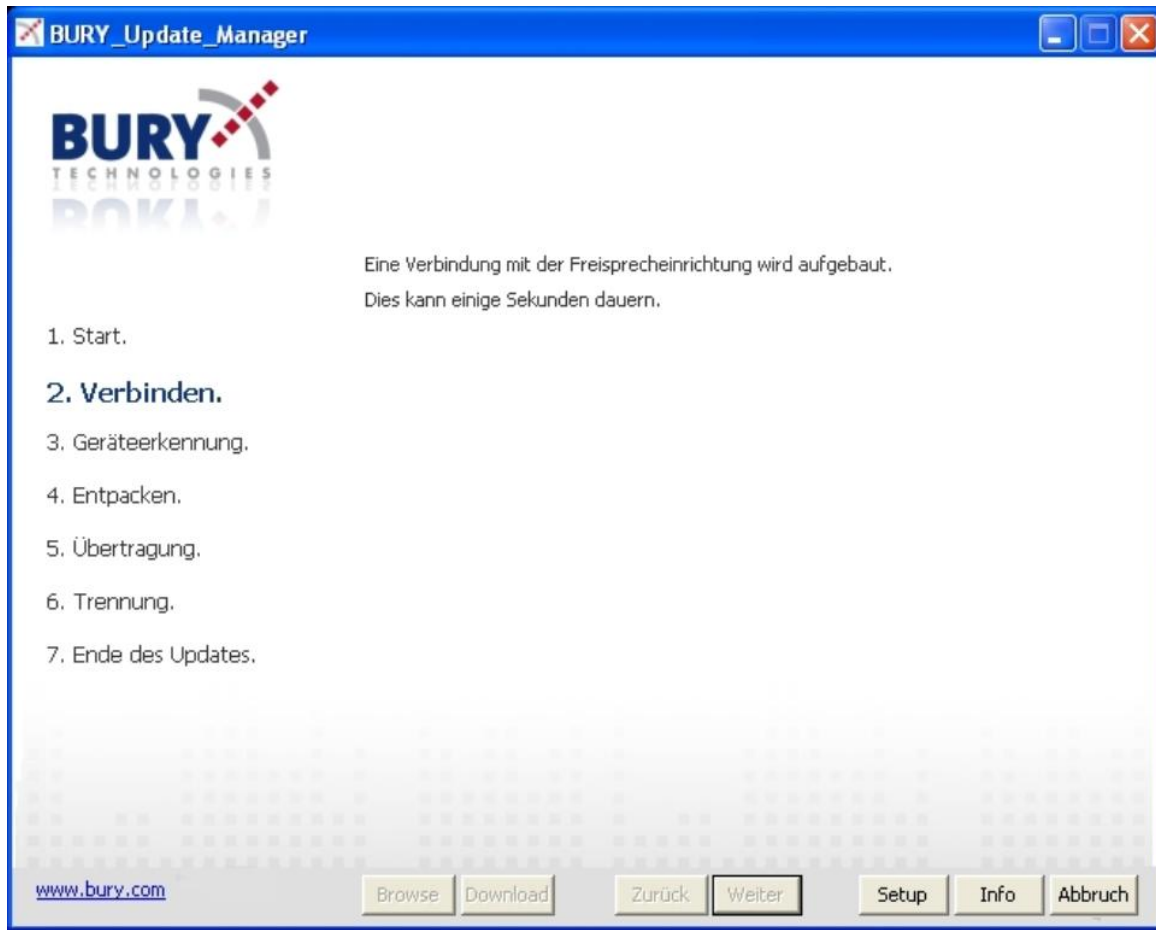 BURY_Update_Manager
BURY
TECHNOLOGIES
Eine Verbindung mit der Freisprecheinrichtung wird aufgebaut.
Dies kann einige Sekunden dauern.
1. Start.
2. Verbinden.
3. Geräteerkennung.
4. Entpacken.
5. Übertragung.
6. Trennung.
7. Ende des Updates.
www.bury.com
Browse Download Zurück Weiter Setup Info Abbruch